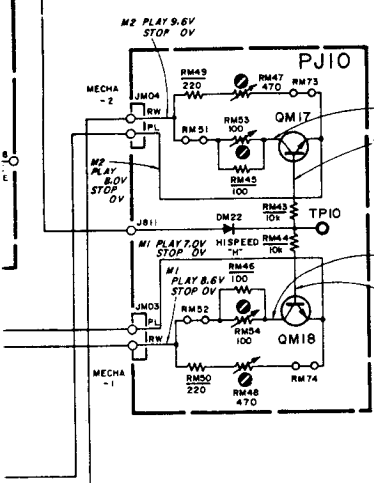 M2 PLAY 9.6V
STOP 0V
PJ10
MECHA
-2
JM04
RW
PL
RM49
220
RM47
470
RM73
RM51
RM53
100
QM17
RM45
100
M2
PLAY
8.0V
STOP
0V
8
E
RM43
10k
TP10
J811
DM22
HISPEED
"H"
RM44
10k
M1 PLAY 7.0V
STOP 0V
M1
PLAY 8.6V
STOP 0V
RM46
100
JM03
PL
RW
RM52
RM54
100
QM18
MECHA
-1
RM50
220
RM48
470
RM74